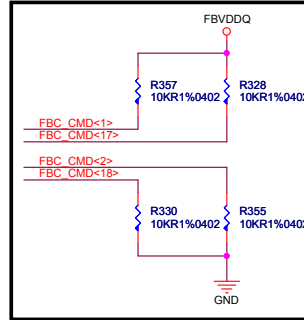 FBVDDQ
R357
10KR1%0402
R328
10KR1%0402
FBC_CMD<1>
FBC_CMD<17>
FBC_CMD<2>
FBC_CMD<18>
R330
10KR1%0402
R355
10KR1%0402
GND